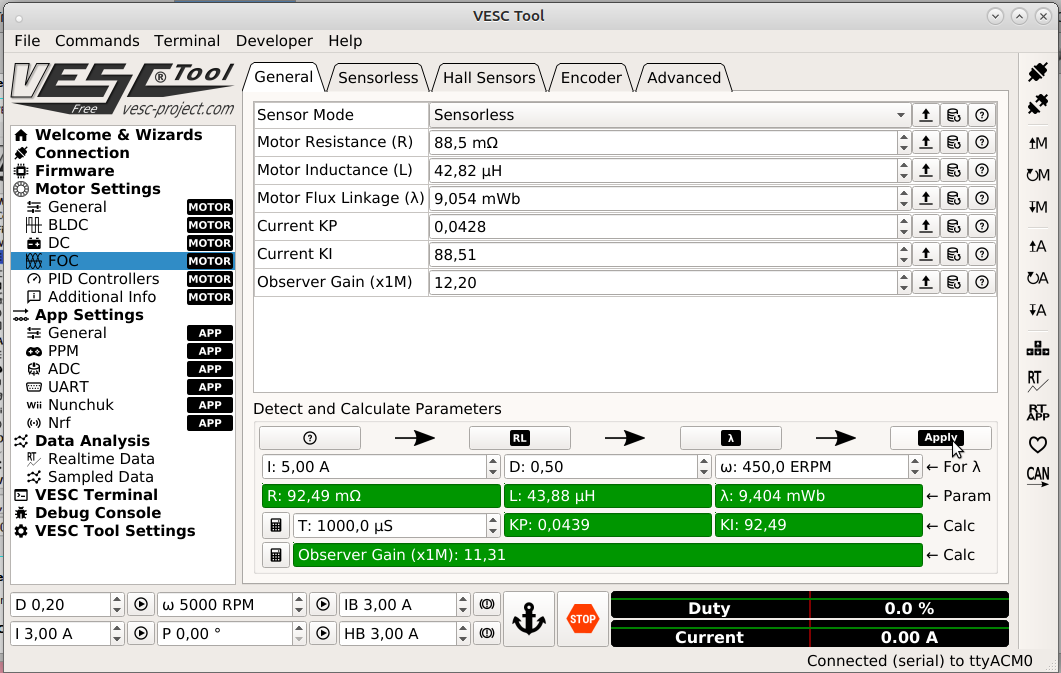 VESC Tool
File Commands Terminal Developer Help
VESC® Tool
Free vesc-project.com
Welcome & Wizards
Connection
Firmware
Motor Settings
General MOTOR
BLDC MOTOR
DC MOTOR
FOC MOTOR
PID Controllers MOTOR
Additional Info MOTOR
App Settings
General APP
PPM APP
ADC APP
UART APP
Wii Nunchuk APP
Nrf APP
Data Analysis
RT Realtime Data
Sampled Data
VESC Terminal
Debug Console
VESC Tool Settings
General Sensorless Hall Sensors Encoder Advanced
Sensor Mode Sensorless
Motor Resistance (R) 88,5 mΩ
Motor Inductance (L) 42,82 µH
Motor Flux Linkage (λ) 9,054 mWb
Current KP 0,0428
Current KI 88,51
Observer Gain (x1M) 12,20
Detect and Calculate Parameters
? → RL → λ → Apply
I: 5,00 A D: 0,50 ω: 450,0 ERPM ← For λ
R: 92,49 mΩ L: 43,88 µH λ: 9,404 mWb ← Param
T: 1000,0 µS KP: 0,0439 KI: 92,49 ← Calc
Observer Gain (x1M): 11,31 ← Calc
↑M
↻M
↧M
↑A
↻A
↧A
RT
RT
APP
CAN
D 0,20 ω 5000 RPM IB 3,00 A
I 3,00 A P 0,00 ° HB 3,00 A
STOP
Duty 0.0 %
Current 0.00 A
Connected (serial) to ttyACM0